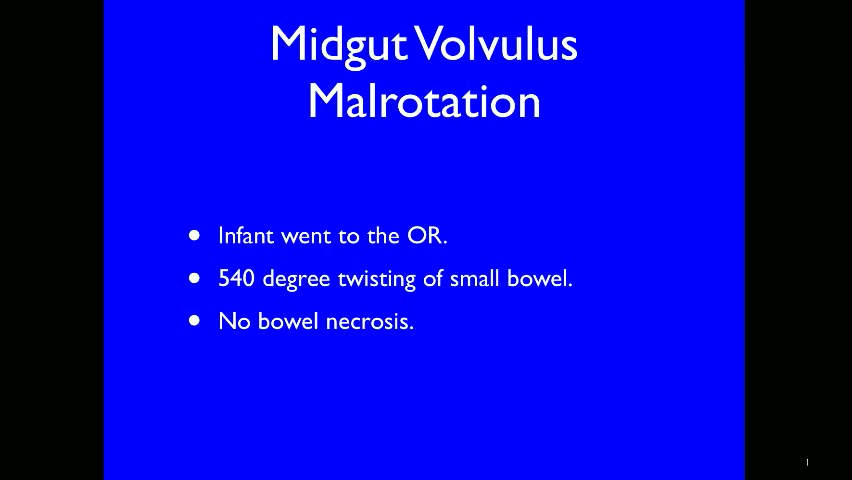 Midgut Volvulus
Malrotation
• Infant went to the OR.
• 540 degree twisting of small bowel.
• No bowel necrosis.
1